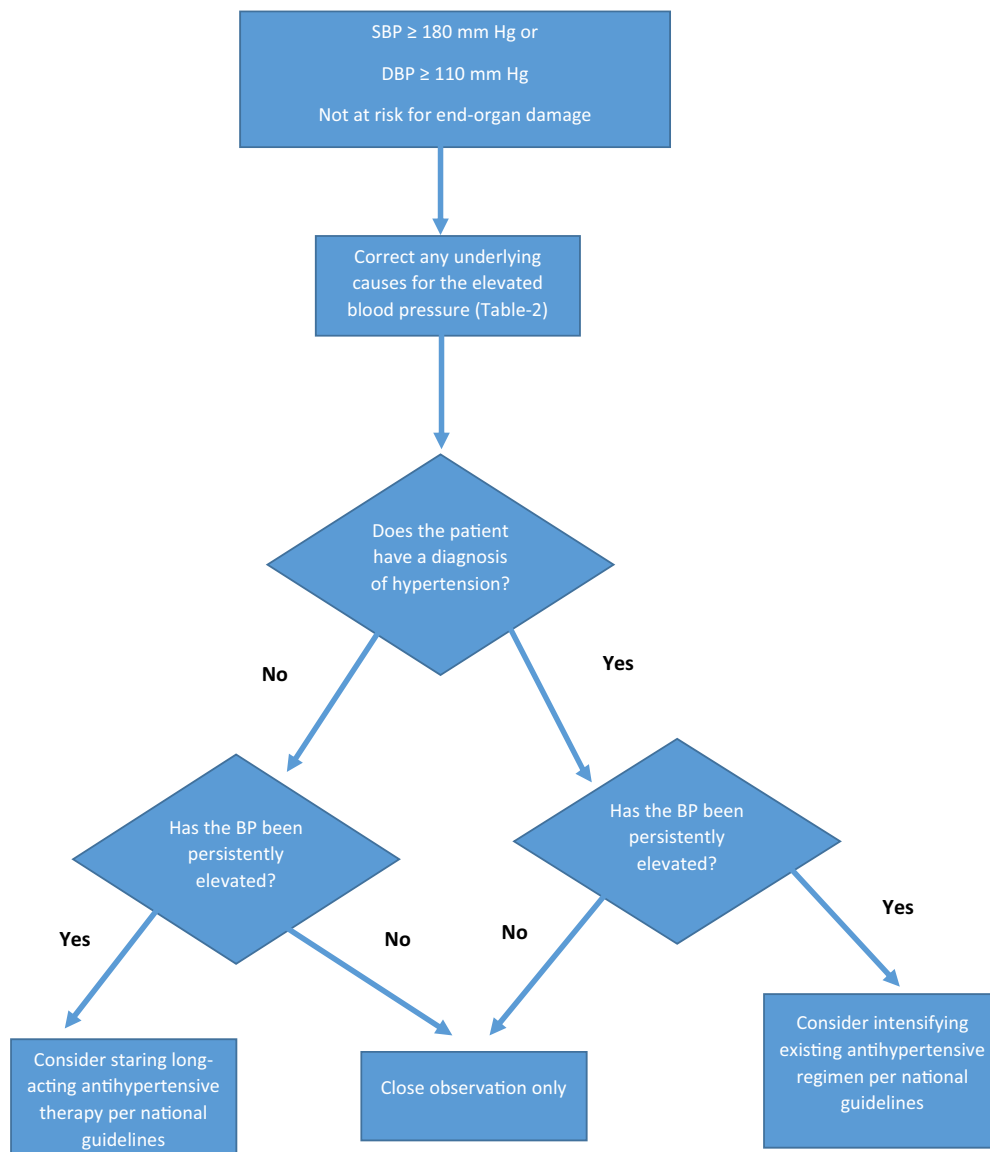 SBP ≥ 180 mm Hg or
DBP ≥ 110 mm Hg
Not at risk for end-organ damage
Correct any underlying
causes for the elevated
blood pressure (Table-2)
Does the patient
have a diagnosis
of hypertension?
No
Yes
Has the BP been
persistently
elevated?
Has the BP been
persistently
elevated?
Yes
No
No
Yes
Consider staring long-
acting antihypertensive
therapy per national
guidelines
Close observation only
Consider intensifying
existing antihypertensive
regimen per national
guidelines